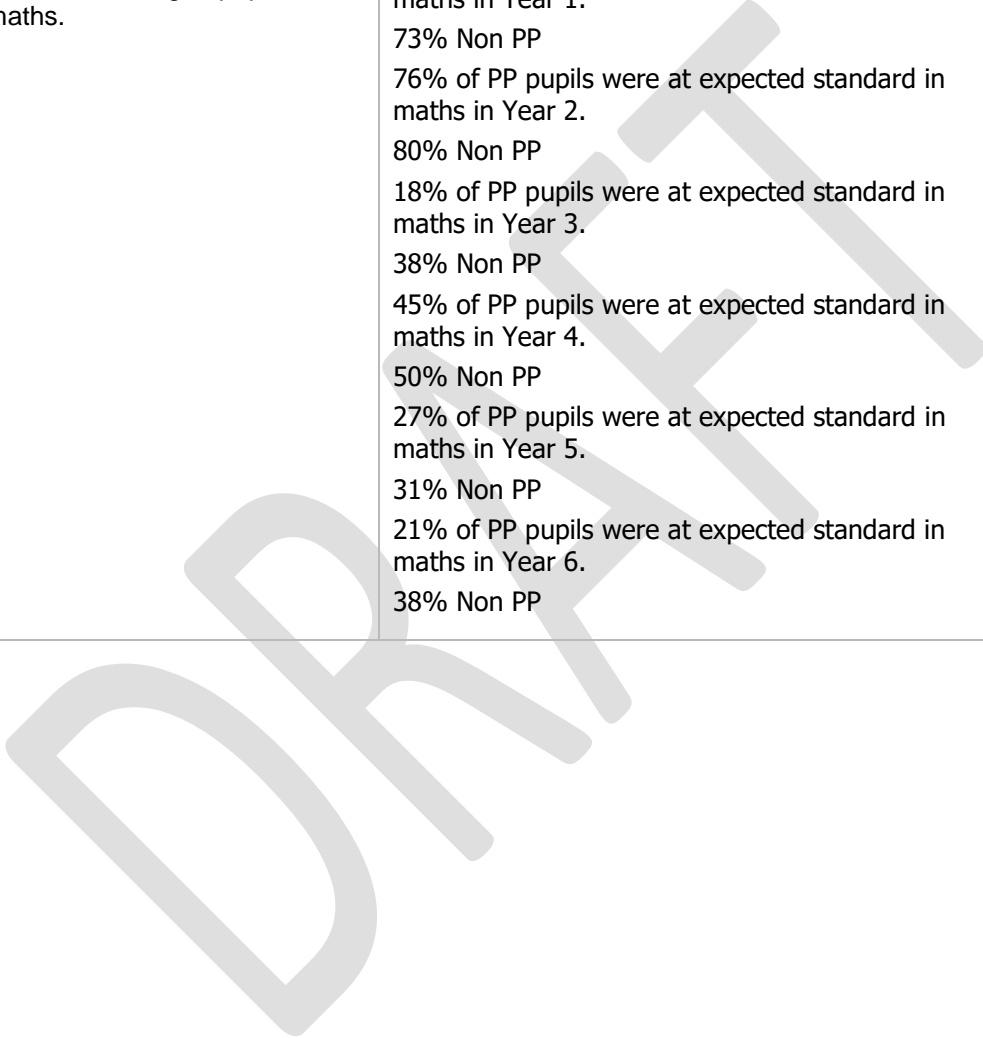 maths.
maths in Year 1.
73% Non PP
76% of PP pupils were at expected standard in
maths in Year 2.
80% Non PP
18% of PP pupils were at expected standard in
maths in Year 3.
38% Non PP
45% of PP pupils were at expected standard in
maths in Year 4.
50% Non PP
27% of PP pupils were at expected standard in
maths in Year 5.
31% Non PP
21% of PP pupils were at expected standard in
maths in Year 6.
38% Non PP
DRAFT